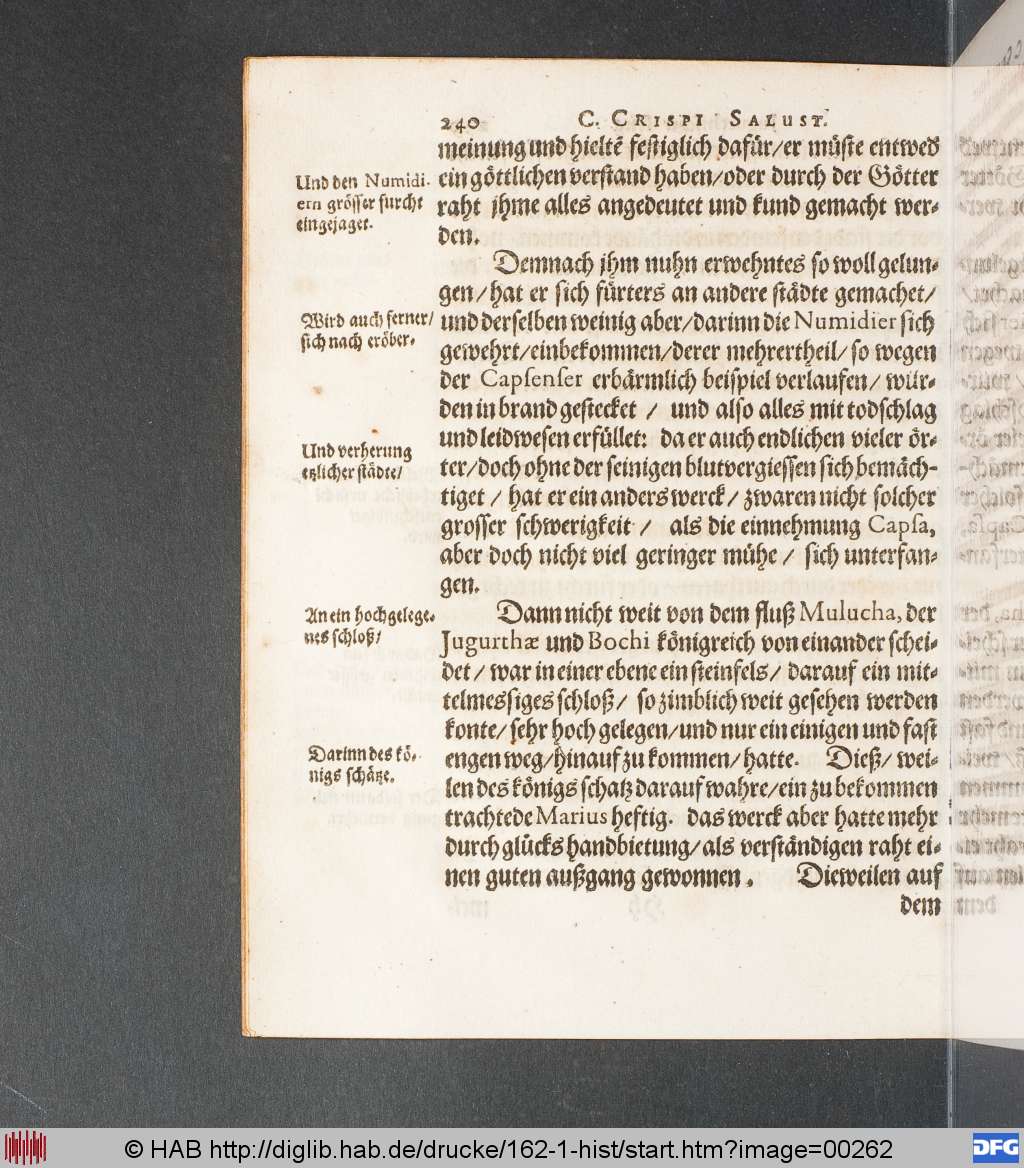 240 C. CRISPI SALUST.
meinung und hieltẽ festiglich dafür/er müste entwed
ein göttlichen verstand haben/oder durch der Götter
raht jhme alles angedeutet und kund gemacht wer-
den.
Und den Numidi-
ern grösser furcht
eingejaget.
Demnach jhm nuhn erwehntes so woll gelun-
gen/hat er sich fürters an andere städte gemachet/
und derselben weinig aber/darinn die Numidier sich
gewehrt/einbekommen/derer mehrertheil/so wegen
der Capsenser erbärmlich beispiel verlaufen/wür-
den in brand gestecket / und also alles mit todschlag
und leidwesen erfüllet: da er auch endlichen vieler ör-
ter/doch ohne der seinigen blutvergiessen sich bemäch-
tiget / hat er ein anders werck / zwaren nicht solcher
grosser schwerigkeit / als die einnehmung Capsa,
aber doch nicht viel geringer mühe / sich unterfan-
gen.
Wird auch ferner/
sich nach eröber-
Und verherung
etzlicher städte/
Dann nicht weit von dem fluß Mulucha, der
Jugurthæ und Bochi königreich von einander schei-
det / war in einer ebene ein steinfels / darauf ein mit-
telmessiges schloß / so zimblich weit gesehen werden
konte/sehr hoch gelegen/und nur ein einigen und fast
engen weg/hinauf zu kommen/hatte. Dieß/wei-
len des königs schatz darauf wahre/ein zu bekommen
trachtede Marius heftig. das werck aber hatte mehr
durch glücks handbietung/als verständigen raht ei-
nen guten außgang gewonnen. Dieweilen auf
dem
An ein hochgelege-
nes schloß/
Darinn des kö-
nigs schätze.
© HAB http://diglib.hab.de/drucke/162-1-hist/start.htm?image=00262
DFG